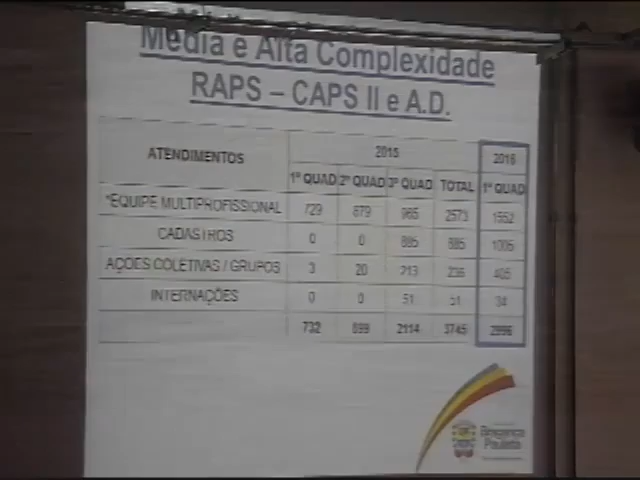 Média e Alta Complexidade
RAPS – CAPS II e A.D.
ATENDIMENTOS 2015 2016
1º QUAD 2º QUAD 3º QUAD TOTAL 1º QUAD
*EQUIPE MULTIPROFISSIONAL 729 879 965 2573 1552
CADASTROS 0 0 885 885 1005
AÇÕES COLETIVAS / GRUPOS 3 20 213 236 405
INTERNAÇÕES 0 0 51 51 34
732 899 2114 3745 2996
Bragança
Paulista